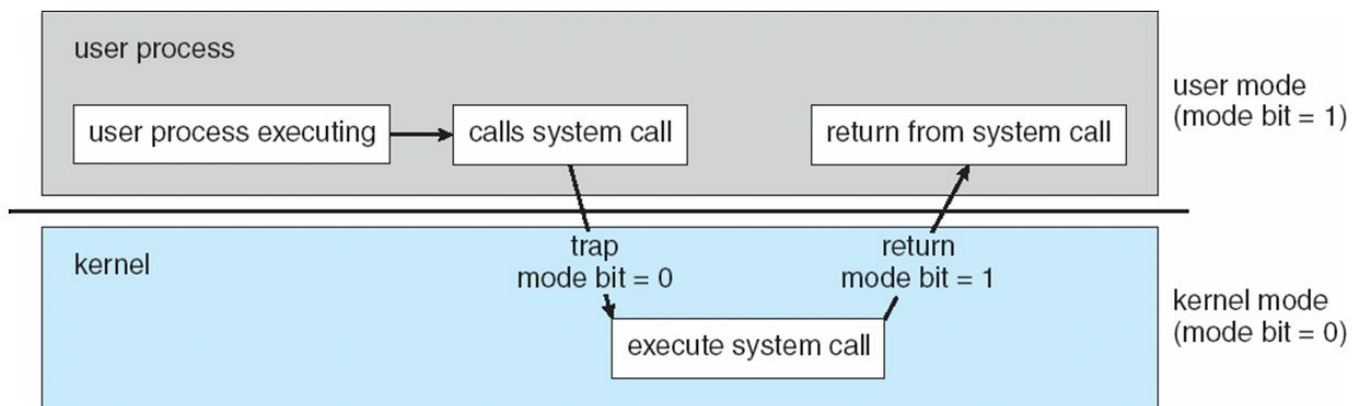 user process
user process executing
calls system call
return from system call
user mode
(mode bit = 1)
kernel
trap
mode bit = 0
return
mode bit = 1
execute system call
kernel mode
(mode bit = 0)